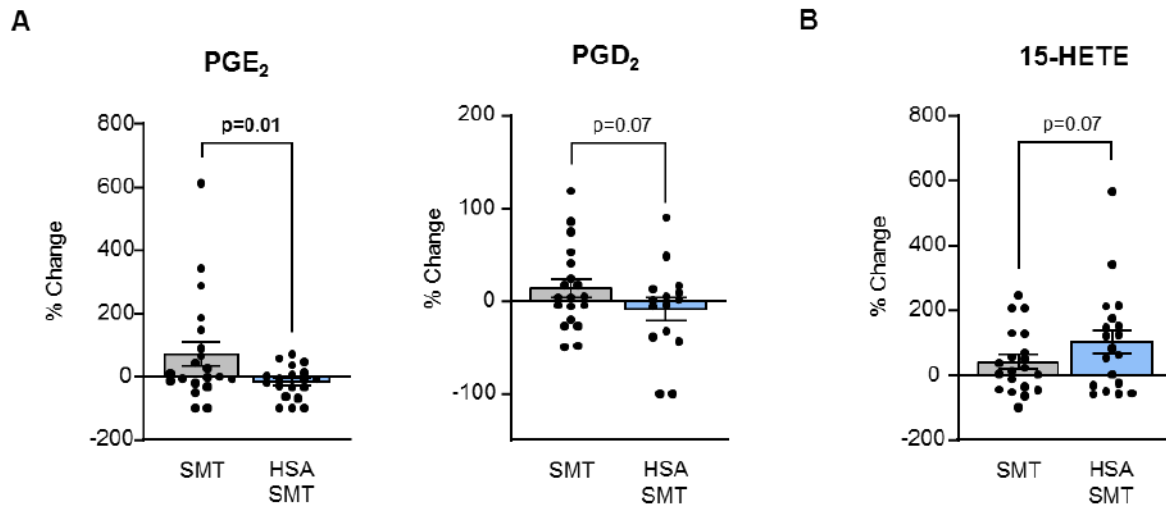 A
PGE₂
% Change
800
600
400
200
0
-200
p=0.01
SMT
HSA
SMT
PGD₂
% Change
200
100
0
-100
p=0.07
SMT
HSA
SMT
B
15-HETE
% Change
800
600
400
200
0
-200
p=0.07
SMT
HSA
SMT